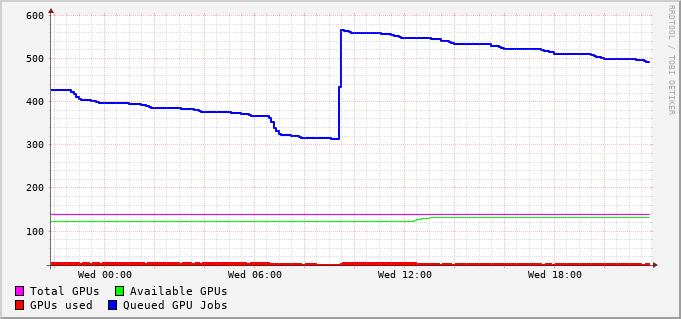 600
500
400
300
200
100
Wed 00:00 Wed 06:00 Wed 12:00 Wed 18:00
Total GPUs Available GPUs
GPUs used Queued GPU Jobs
RRDTOOL / TOBI OETIKER